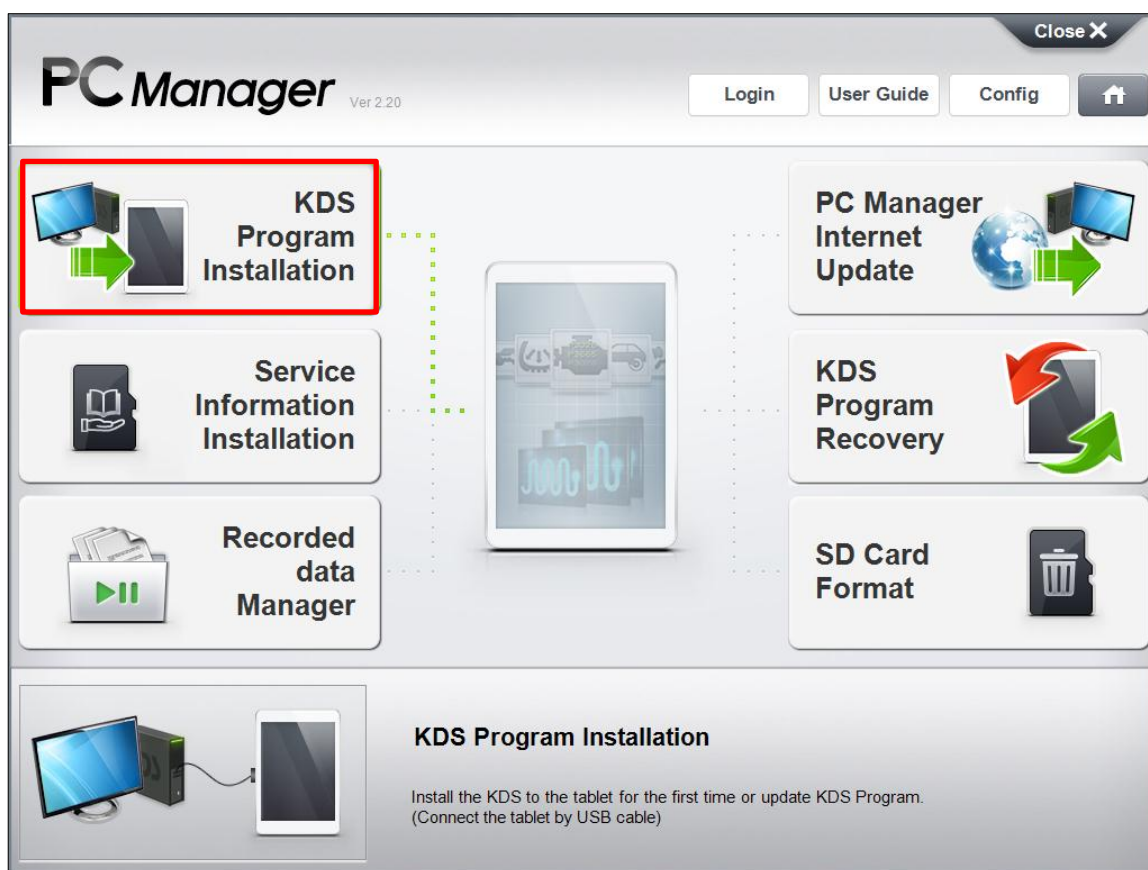 Close X
PC Manager Ver 2.20
Login
User Guide
Config
KDS
Program
Installation
Service
Information
Installation
Recorded
data
Manager
PC Manager
Internet
Update
KDS
Program
Recovery
SD Card
Format
KDS Program Installation
Install the KDS to the tablet for the first time or update KDS Program.
(Connect the tablet by USB cable)